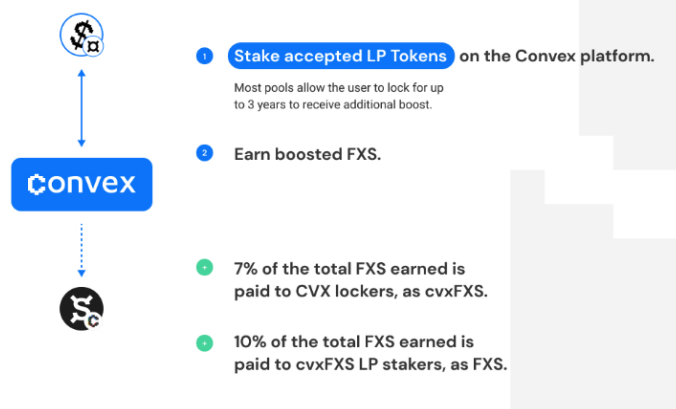 1 Stake accepted LP Tokens on the Convex platform.
Most pools allow the user to lock for up
to 3 years to receive additional boost.
2 Earn boosted FXS.
convex
+ 7% of the total FXS earned is
paid to CVX lockers, as cvxFXS.
+ 10% of the total FXS earned is
paid to cvxFXS LP stakers, as FXS.